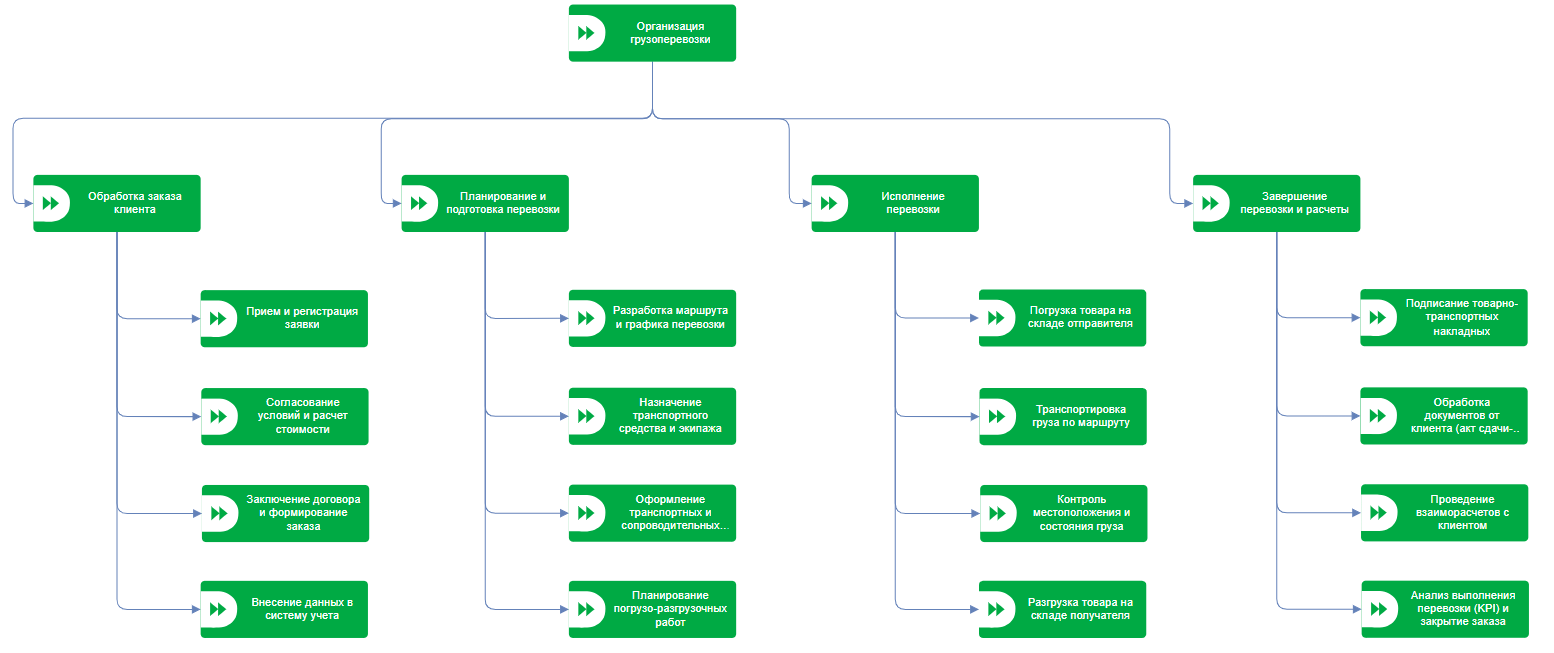 Организация
грузоперевозки
Обработка заказа
клиента
Планирование и
подготовка перевозки
Исполнение
перевозки
Завершение
перевозки и расчеты
Прием и регистрация
заявки
Согласование
условий и расчет
стоимости
Заключение договора
и формирование
заказа
Внесение данных в
систему учета
Разработка маршрута
и графика перевозки
Назначение
транспортного
средства и экипажа
Оформление
транспортных и
сопроводительных...
Планирование
погрузо-разгрузочных
работ
Погрузка товара на
складе отправителя
Транспортировка
груза по маршруту
Контроль
местоположения и
состояния груза
Разгрузка товара на
складе получателя
Подписание товарно-
транспортных
накладных
Обработка
документов от
клиента (акт сдачи-..
Проведение
взаиморасчетов с
клиентом
Анализ выполнения
перевозки (KPI) и
закрытие заказа